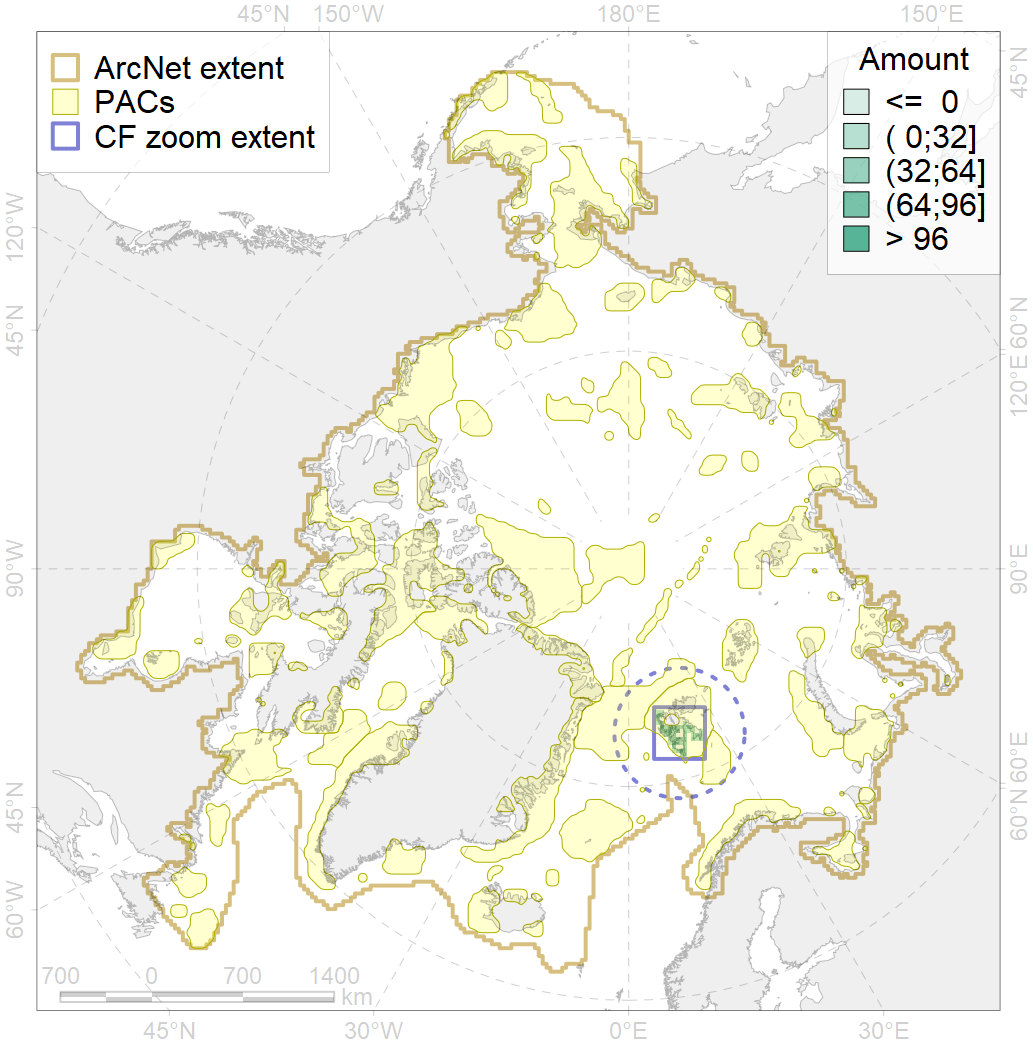 45°N 150°W 180°E 150°E
ArcNet extent
PACs
CF zoom extent
Amount
<= 0
( 0;32]
(32;64]
(64;96]
> 96
45°N
120°W
45°N
60°N
120°E
90°W
90°E
45°N
60°W
60°E
60°N
700 0 700 1400
km
45°N 30°W 0°E 30°E